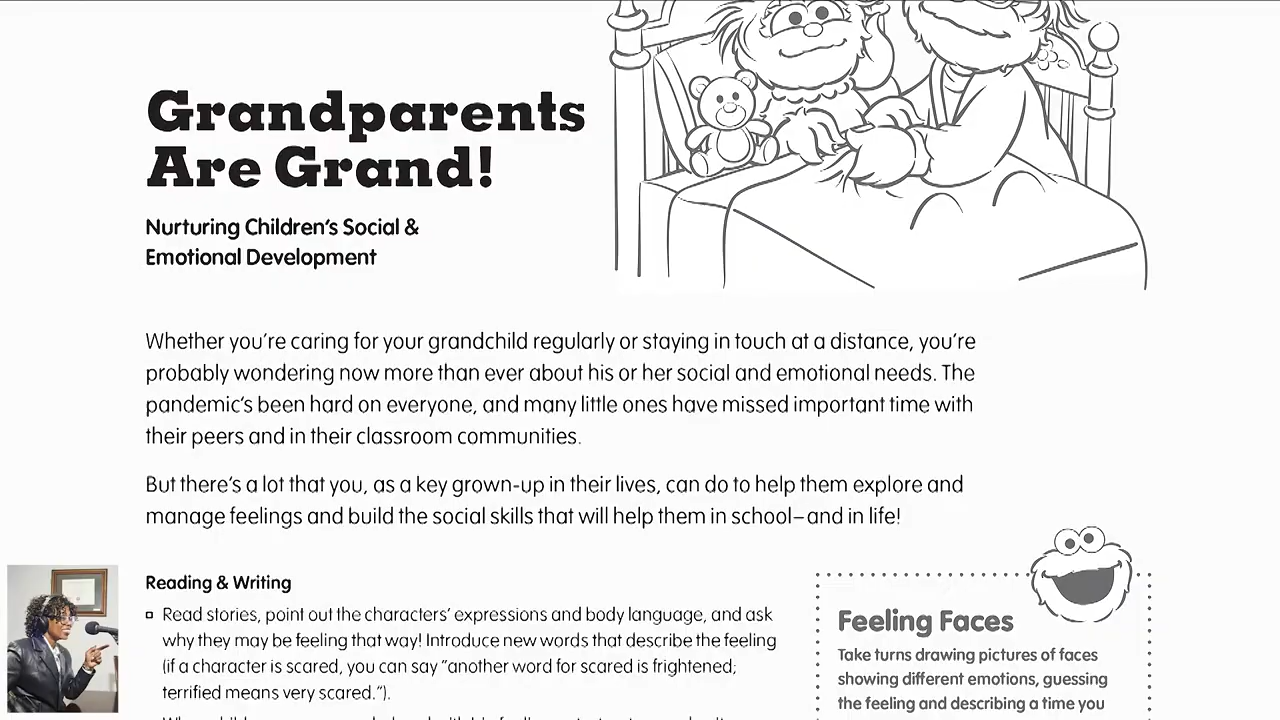 Grandparents
Are Grand!
Nurturing Children's Social &
Emotional Development
Whether you're caring for your grandchild regularly or staying in touch at a distance, you're
probably wondering now more than ever about his or her social and emotional needs. The
pandemic's been hard on everyone, and many little ones have missed important time with
their peers and in their classroom communities.
But there's a lot that you, as a key grown-up in their lives, can do to help them explore and
manage feelings and build the social skills that will help them in school—and in life!
Reading & Writing
Read stories, point out the characters' expressions and body language, and ask
why they may be feeling that way! Introduce new words that describe the feeling
(if a character is scared, you can say "another word for scared is frightened;
terrified means very scared.").
Feeling Faces
Take turns drawing pictures of faces
showing different emotions, guessing
the feeling and describing a time you